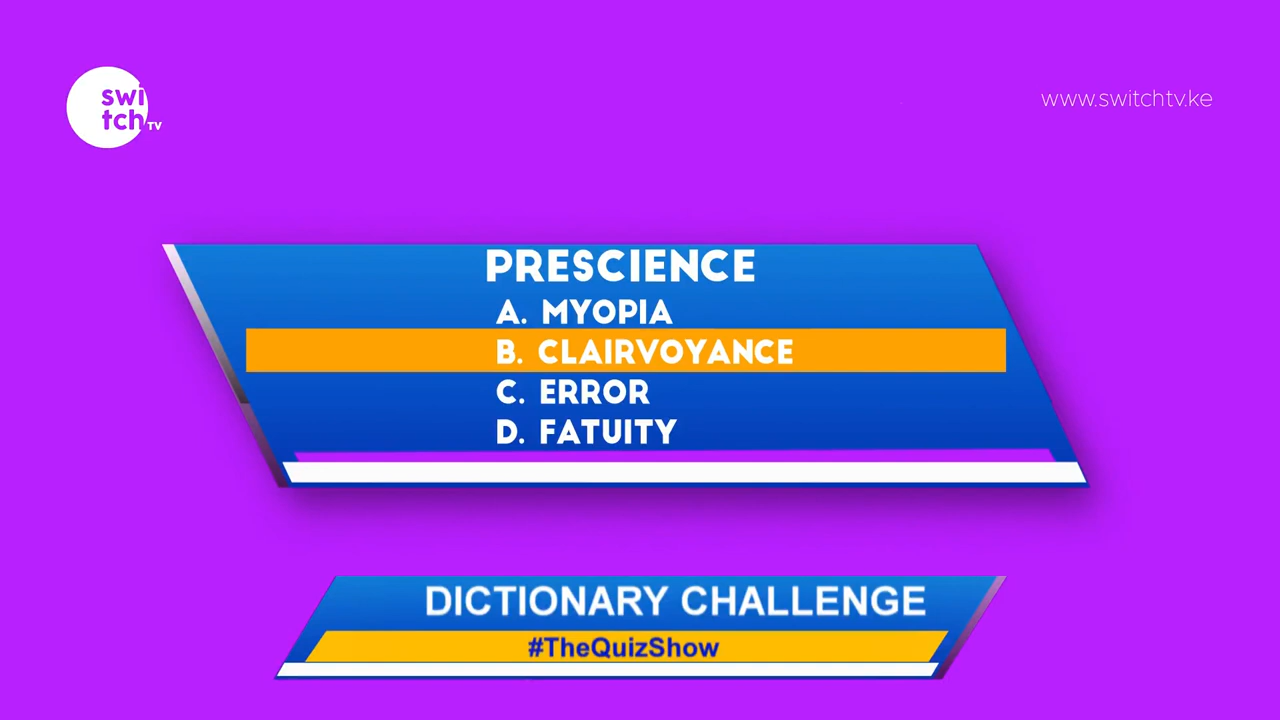 swi
tch TV
www.switchtv.ke
PRESCIENCE
A. MYOPIA
B. CLAIRVOYANCE
C. ERROR
D. FATUITY
DICTIONARY CHALLENGE
#TheQuizShow